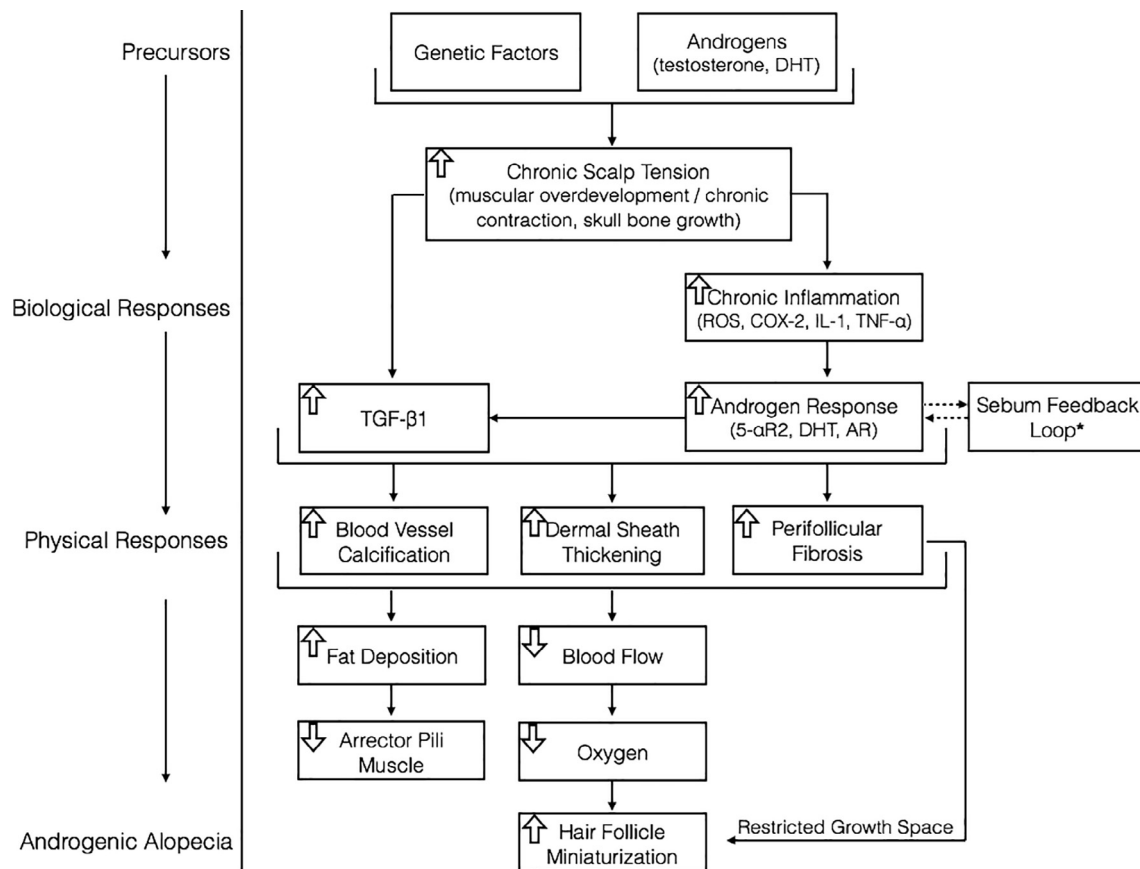 Precursors
Genetic Factors
Androgens
(testosterone, DHT)
Chronic Scalp Tension
(muscular overdevelopment / chronic
contraction, skull bone growth)
Biological Responses
Chronic Inflammation
(ROS, COX-2, IL-1, TNF-α)
TGF-β1
Androgen Response
(5-αR2, DHT, AR)
Sebum Feedback
Loop*
Physical Responses
Blood Vessel
Calcification
Dermal Sheath
Thickening
Perifollicular
Fibrosis
Fat Deposition
Blood Flow
Arrector Pili
Muscle
Oxygen
Androgenic Alopecia
Hair Follicle
Miniaturization
Restricted Growth Space